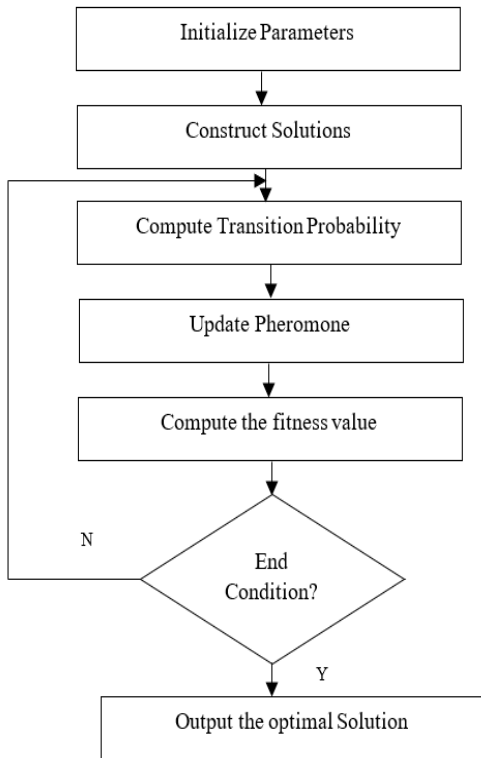 Initialize Parameters
Construct Solutions
Compute Transition Probability
Update Pheromone
Compute the fitness value
N
End
Condition?
Y
Output the optimal Solution